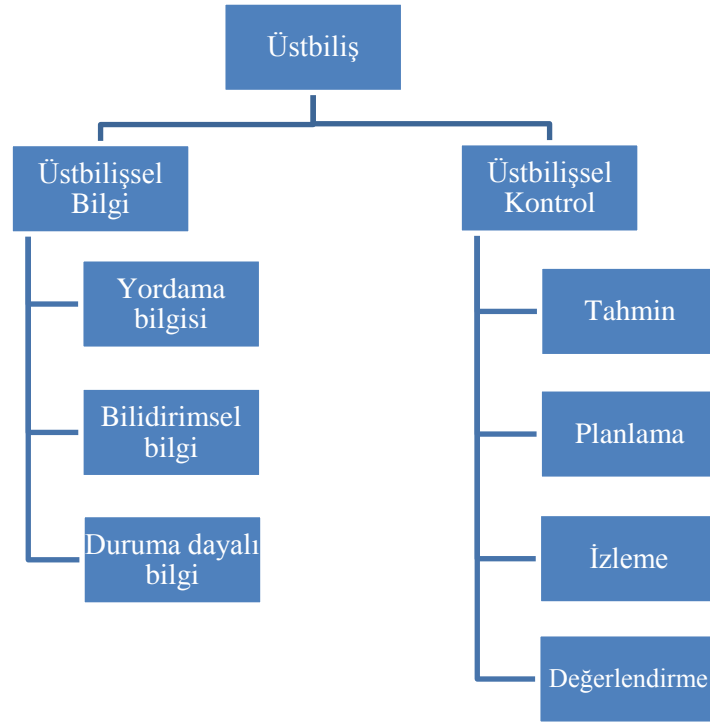 Üstbiliş
Üstbilişsel
Bilgi
Yordama
bilgisi
Bilidirimsel
bilgi
Duruma dayalı
bilgi
Üstbilişsel
Kontrol
Tahmin
Planlama
İzleme
Değerlendirme